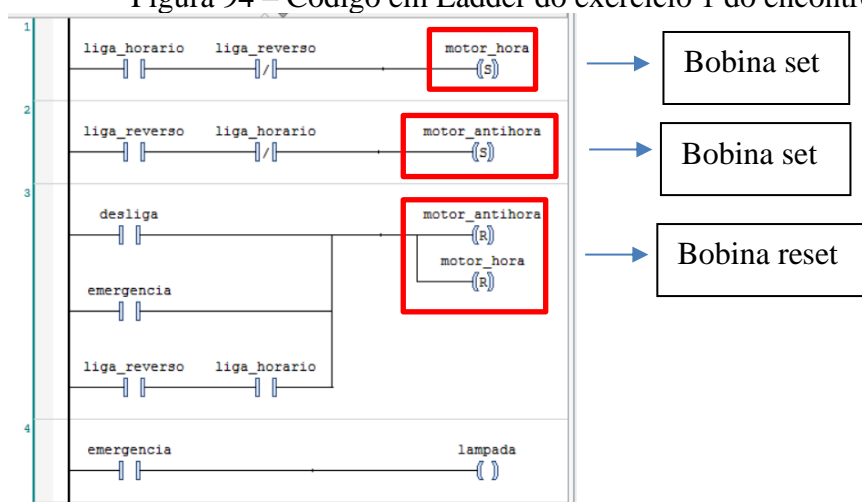 Figura 94 – Código em Ladder do exercício 1 do encontro
1
liga_horario liga_reverso motor_hora
S
Bobina set
2
liga_reverso liga_horario motor_antihora
S
Bobina set
3
desliga motor_antihora
R
Bobina reset
motor_hora
R
emergencia
liga_reverso liga_horario
4
emergencia lampada